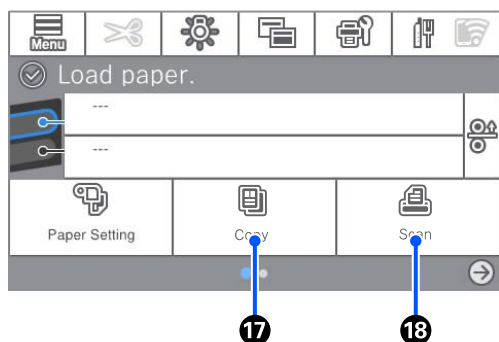 Menu
Load paper.
---
---
Paper Setting
Copy
Scan
17
18